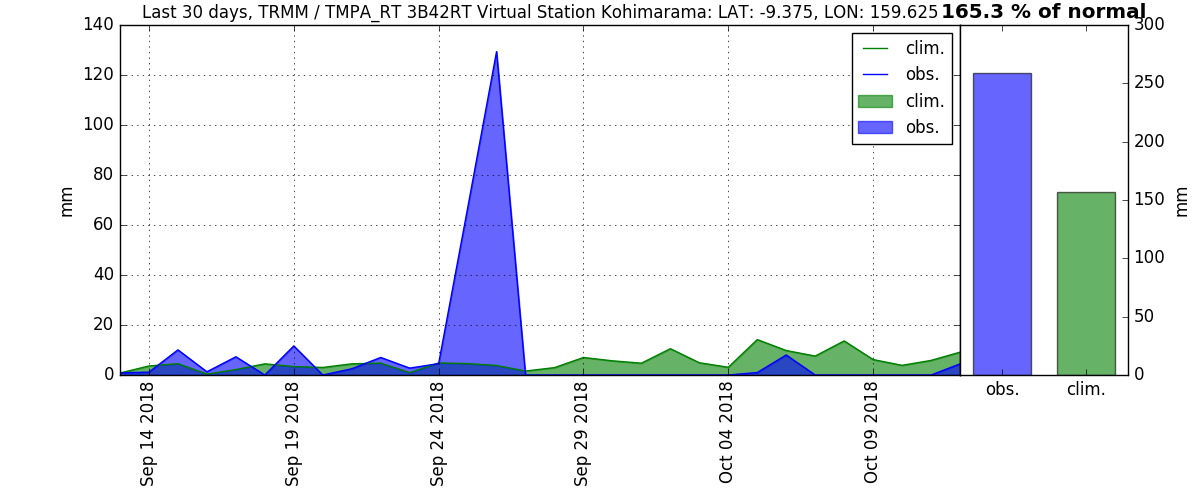 Last 30 days, TRMM / TMPA_RT 3B42RT Virtual Station Kohimarama: LAT: -9.375, LON: 159.625
165.3 % of normal
140
120
100
80
60
40
20
0
mm
clim.
obs.
clim.
obs.
Sep 14 2018
Sep 19 2018
Sep 24 2018
Sep 29 2018
Oct 04 2018
Oct 09 2018
300
250
200
150
100
50
0
mm
obs.
clim.